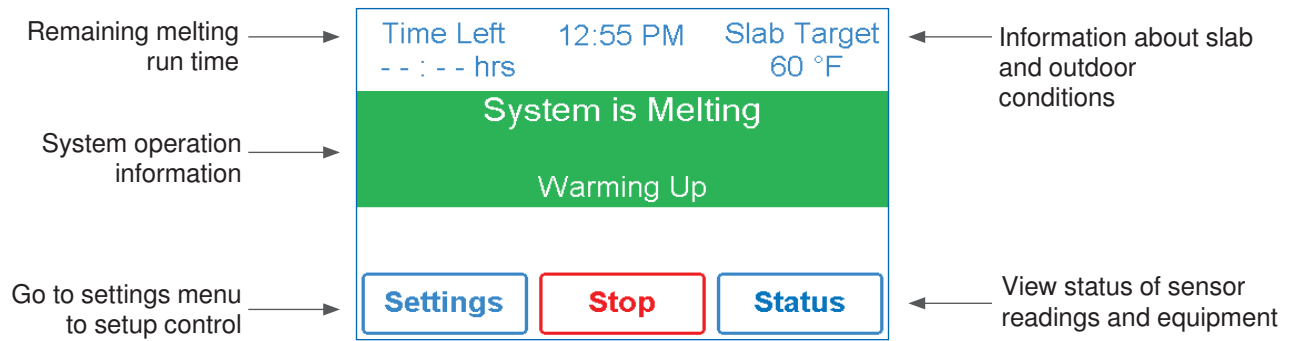 Remaining melting
run time
Time Left
12:55 PM
Slab Target
- - : - - hrs
60 °F
Information about slab
and outdoor
conditions
System operation
information
System is Melting
Warming Up
Go to settings menu
to setup control
Settings
Stop
Status
View status of sensor
readings and equipment